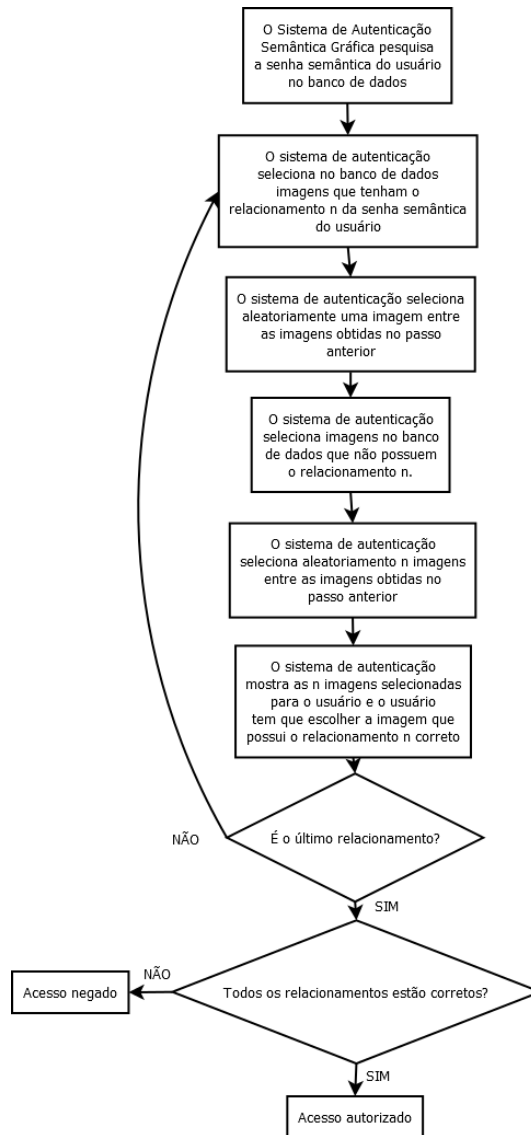 O Sistema de Autenticação
Semântica Gráfica pesquisa
a senha semântica do usuário
no banco de dados
O sistema de autenticação
seleciona no banco de dados
imagens que tenham o
relacionamento n da senha semântica
do usuário
O sistema de autenticação seleciona
aleatoriamente uma imagem entre
as imagens obtidas no passo
anterior
O sistema de autenticação
seleciona imagens no banco
de dados que não possuem
o relacionamento n.
O sistema de autenticação
seleciona aleatoriamento n imagens
entre as imagens obtidas no
passo anterior
O sistema de autenticação
mostra as n imagens selecionadas
para o usuário e o usuário
tem que escolher a imagem que
possui o relacionamento n correto
NÃO
É o último relacionamento?
SIM
NÃO
Acesso negado
Todos os relacionamentos estão corretos?
SIM
Acesso autorizado